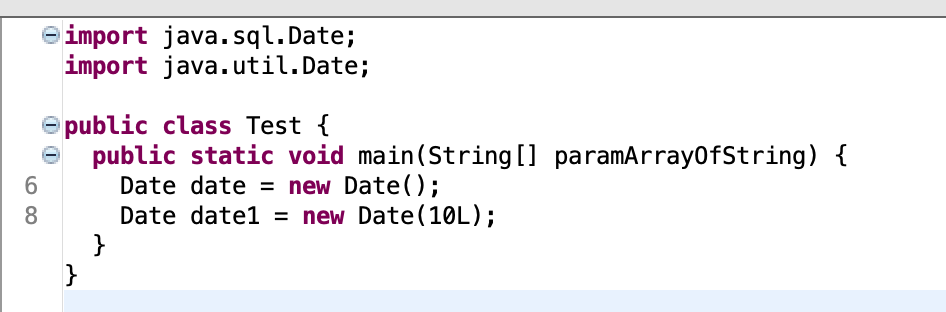 import java.sql.Date;
import java.util.Date;
public class Test {
public static void main(String[] paramArrayOfString) {
6 Date date = new Date();
8 Date date1 = new Date(10L);
}
}